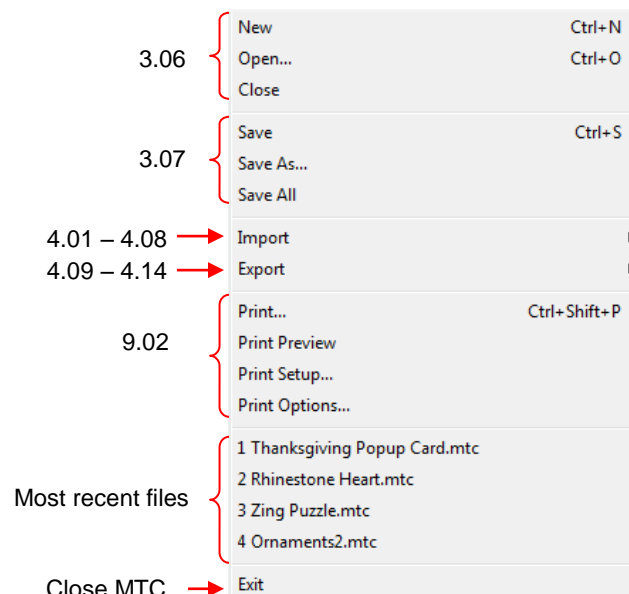 New Ctrl+N
3.06 Open... Ctrl+O
Close
Save Ctrl+S
3.07 Save As...
Save All
4.01 – 4.08 Import
4.09 – 4.14 Export
Print... Ctrl+Shift+P
9.02 Print Preview
Print Setup...
Print Options...
1 Thanksgiving Popup Card.mtc
2 Rhinestone Heart.mtc
Most recent files 3 Zing Puzzle.mtc
4 Ornaments2.mtc
Close MTC Exit